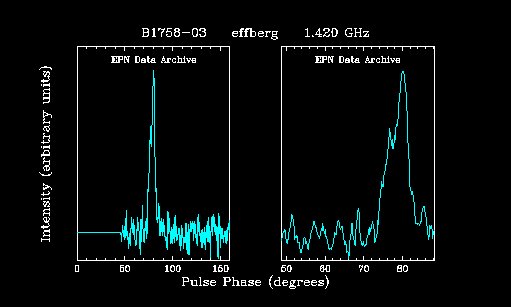 B1758-03 effberg 1.420 GHz
EPN Data Archive EPN Data Archive
Intensity (arbitrary units)
0 50 100 150 50 60 70 80
Pulse Phase (degrees)